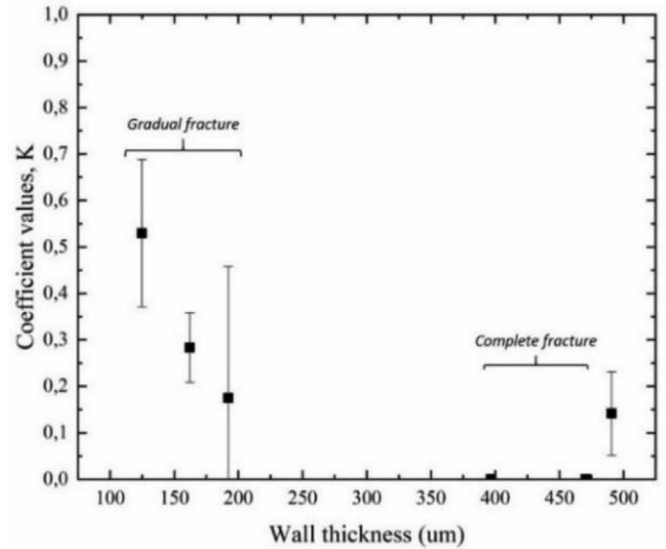 1,0
0,9
0,8
0,7
0,6
0,5
0,4
0,3
0,2
0,1
0,0
Coefficient values, K
Gradual fracture
Complete fracture
100 150 200 250 300 350 400 450 500
Wall thickness (um)